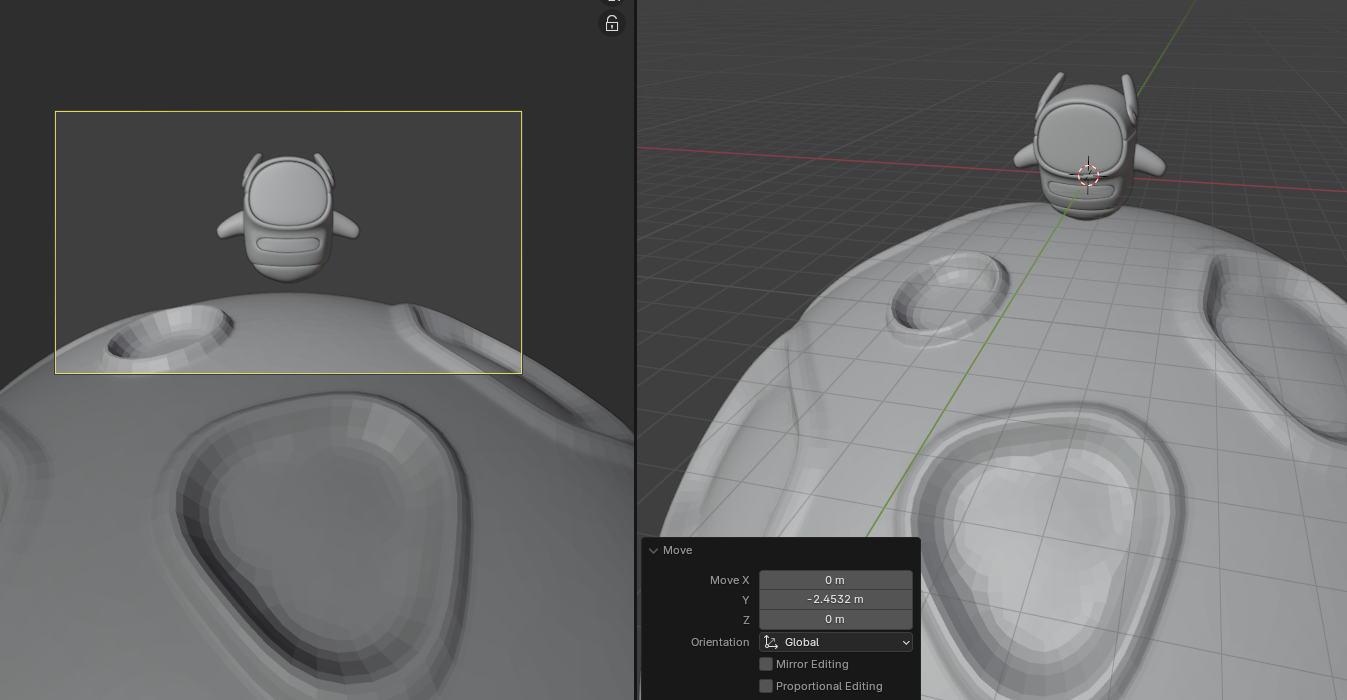 Move
Move X 0 m
Y -2.4532 m
Z 0 m
Orientation Global
Mirror Editing
Proportional Editing